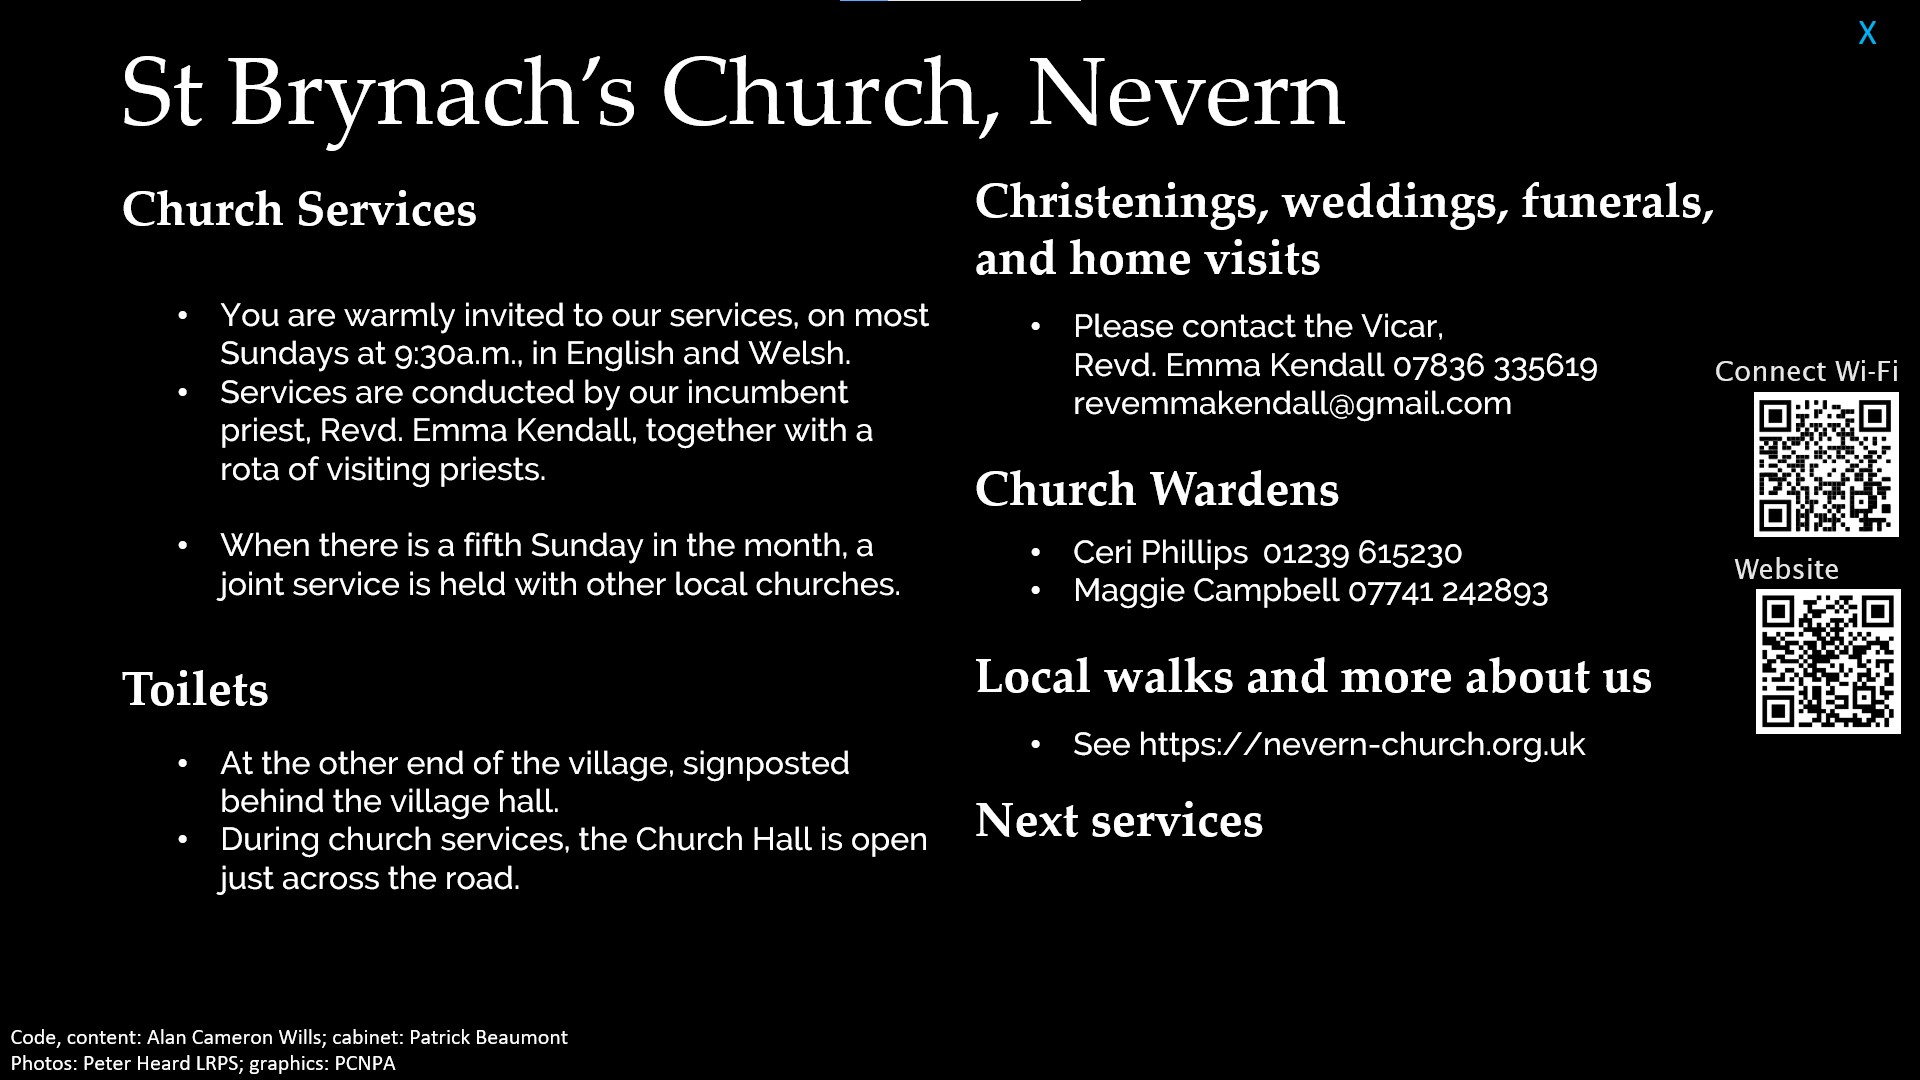 X
St Brynach’s Church, Nevern
Church Services
• You are warmly invited to our services, on most
Sundays at 9:30a.m., in English and Welsh.
• Services are conducted by our incumbent
priest, Revd. Emma Kendall, together with a
rota of visiting priests.
• When there is a fifth Sunday in the month, a
joint service is held with other local churches.
Toilets
• At the other end of the village, signposted
behind the village hall.
• During church services, the Church Hall is open
just across the road.
Christenings, weddings, funerals,
and home visits
• Please contact the Vicar,
Revd. Emma Kendall 07836 335619
revemmakendall@gmail.com
Church Wardens
• Ceri Phillips 01239 615230
• Maggie Campbell 07741 242893
Local walks and more about us
• See https://nevern-church.org.uk
Next services
Connect Wi-Fi
Website
Code, content: Alan Cameron Wills; cabinet: Patrick Beaumont
Photos: Peter Heard LRPS; graphics: PCNPA